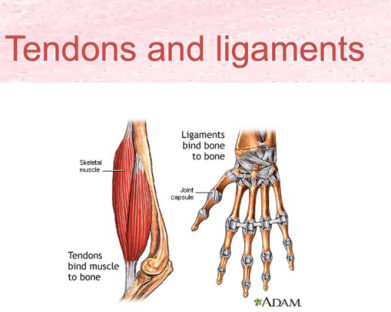 Tendons and ligaments
Ligaments
bind bone
to bone
Skeletal
muscle
Joint
capsule
Tendons
bind muscle
to bone
ADAM